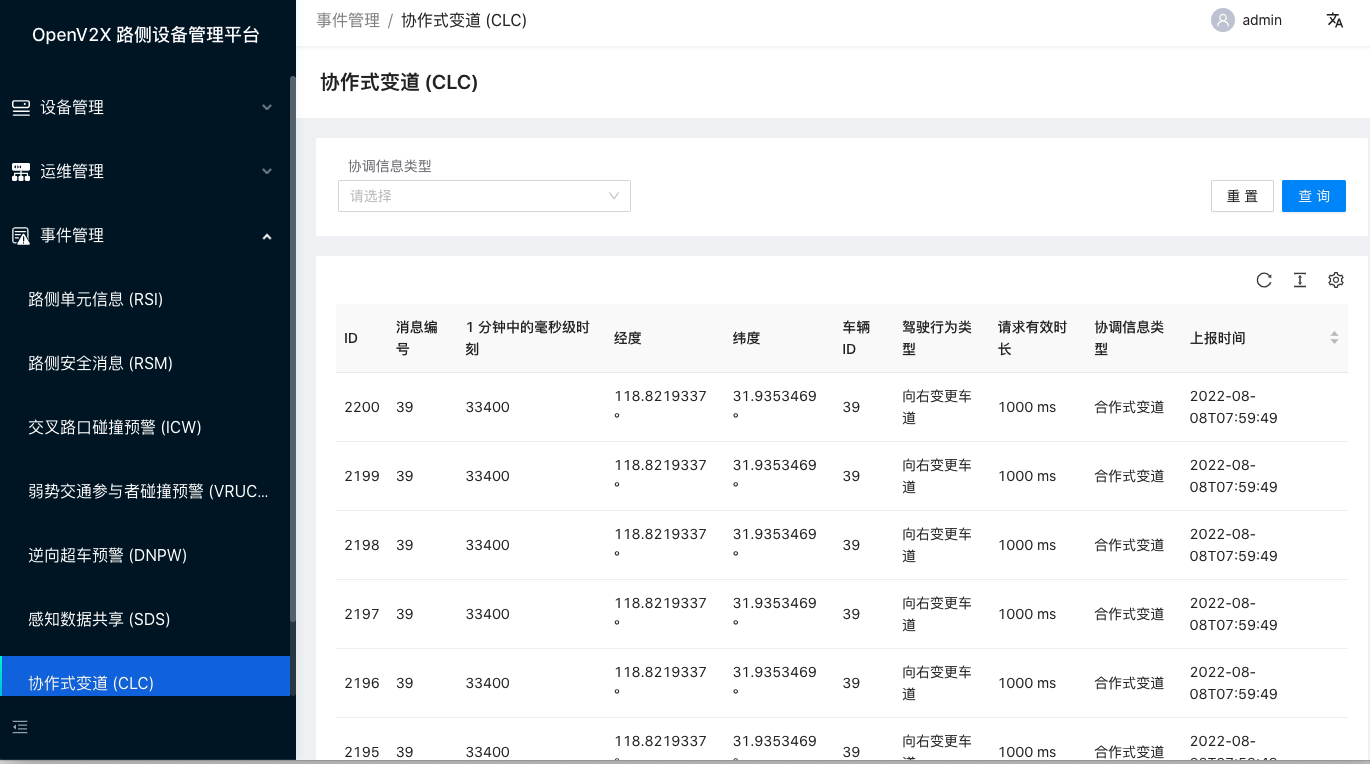 OpenV2X 路侧设备管理平台
设备管理
运维管理
事件管理
路侧单元信息 (RSI)
路侧安全消息 (RSM)
交叉路口碰撞预警 (ICW)
弱势交通参与者碰撞预警 (VRUC...
逆向超车预警 (DNPW)
感知数据共享 (SDS)
协作式变道 (CLC)
事件管理 / 协作式变道 (CLC)
admin
协作式变道 (CLC)
协调信息类型
请选择
重 置
查 询
ID 消息编号 1 分钟中的毫秒级时刻 经度 纬度 车辆 ID 驾驶行为类型 请求有效时长 协调信息类型 上报时间
2200 39 33400 118.8219337° 31.9353469° 39 向右变更车道 1000 ms 合作式变道 2022-08-08T07:59:49
2199 39 33400 118.8219337° 31.9353469° 39 向右变更车道 1000 ms 合作式变道 2022-08-08T07:59:49
2198 39 33400 118.8219337° 31.9353469° 39 向右变更车道 1000 ms 合作式变道 2022-08-08T07:59:49
2197 39 33400 118.8219337° 31.9353469° 39 向右变更车道 1000 ms 合作式变道 2022-08-08T07:59:49
2196 39 33400 118.8219337° 31.9353469° 39 向右变更车道 1000 ms 合作式变道 2022-08-08T07:59:49
2195 39 33400 118.8219337 31.9353469 39 向右变更车 1000 ms 合作式变道 2022-08-